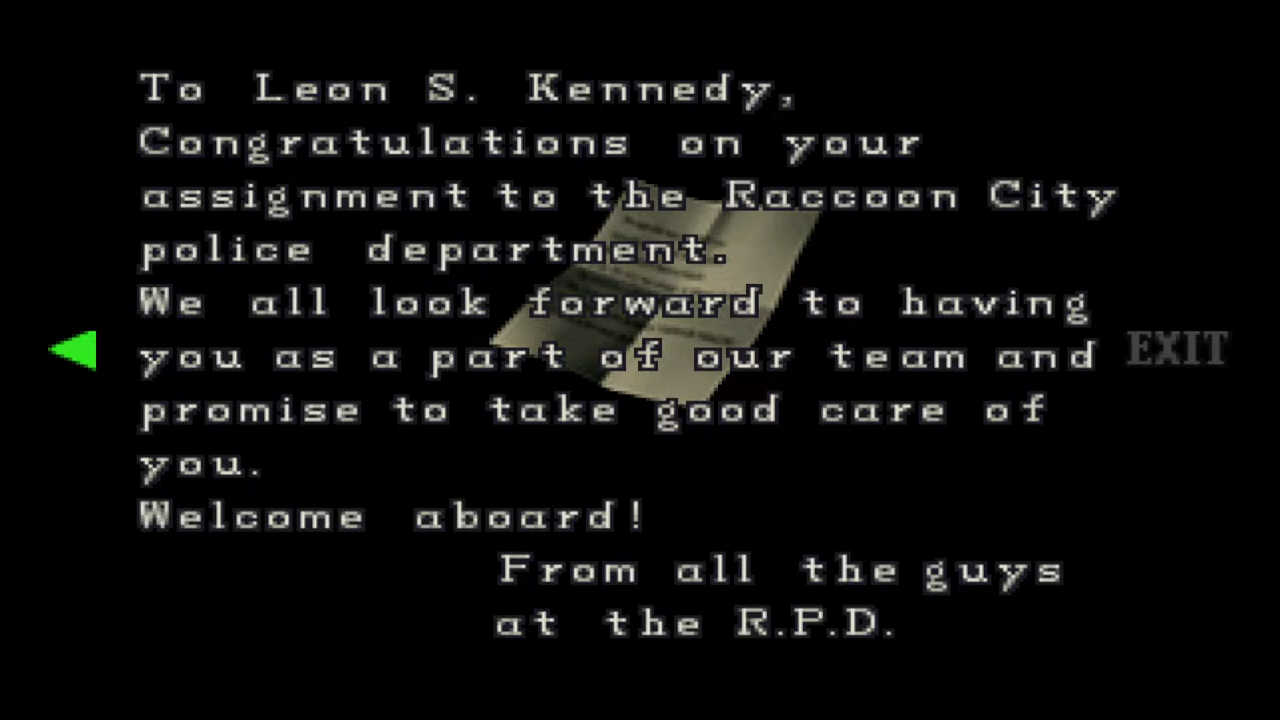 To Leon S. Kennedy,
Congratulations on your
assignment to the Raccoon City
police department.
We all look forward to having
you as a part of our team and
promise to take good care of
you.
Welcome aboard!
From all the guys
at the R.P.D.
EXIT